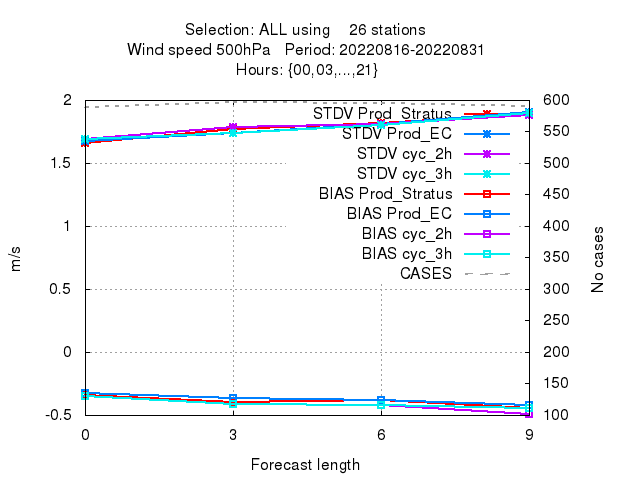 Selection: ALL using 26 stations
Wind speed 500hPa Period: 20220816-20220831
Hours: {00,03,...,21}
2
1.5
1
0.5
0
-0.5
m/s
600
550
500
450
400
350
300
250
200
150
100
No cases
STDV Prod_Stratus
STDV Prod_EC
STDV cyc_2h
STDV cyc_3h
BIAS Prod_Stratus
BIAS Prod_EC
BIAS cyc_2h
BIAS cyc_3h
CASES
0 3 6 9
Forecast length